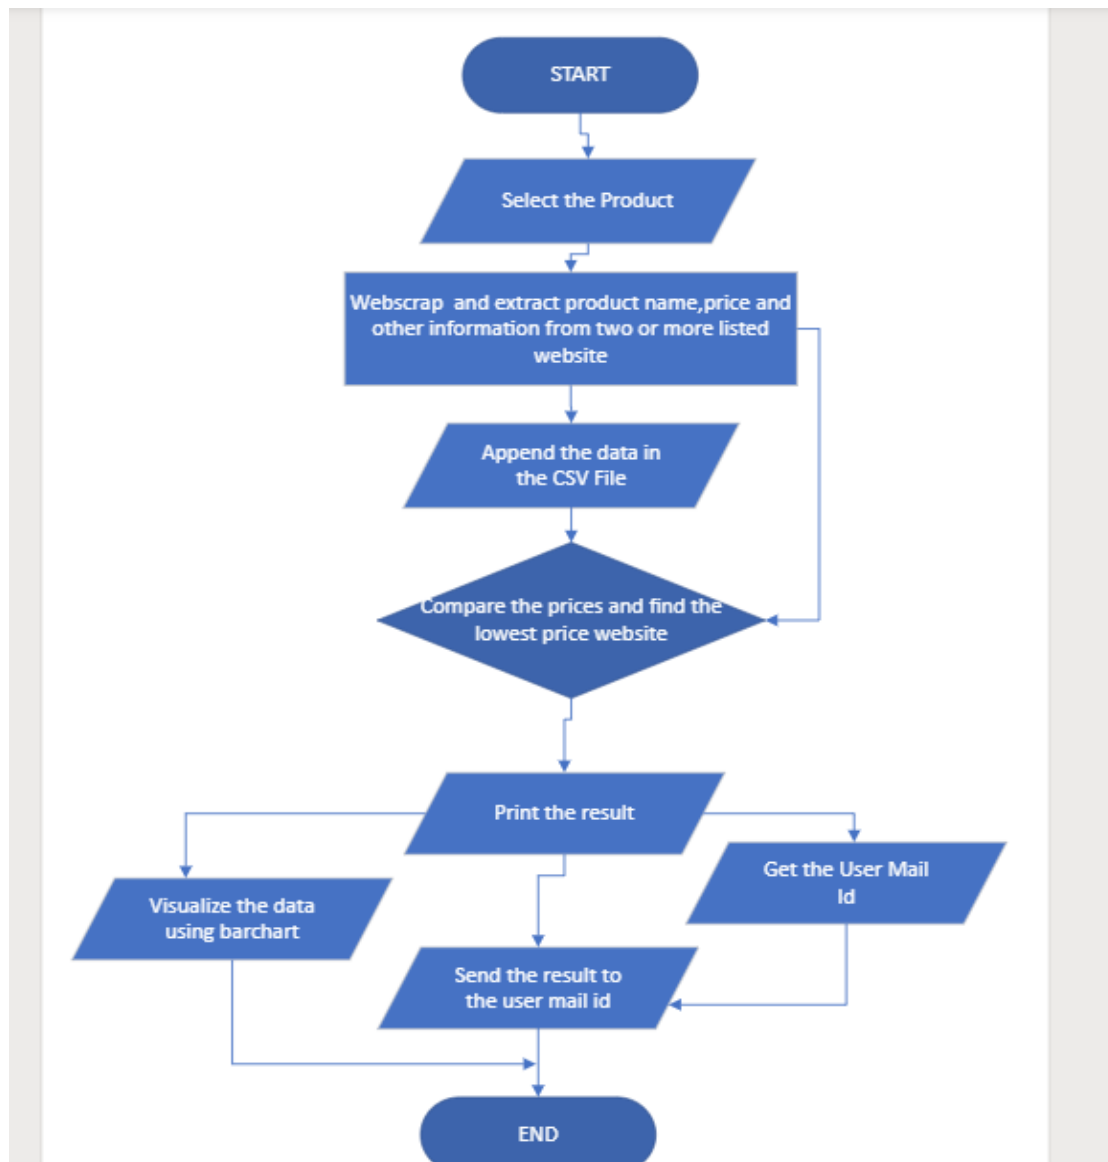 START
Select the Product
Webscrap  and extract product name,price and
other information from two or more listed
website
Append the data in
the CSV File
Compare the prices and find the
lowest price website
Print the result
Get the User Mail
Id
Visualize the data
using barchart
Send the result to
the user mail id
END